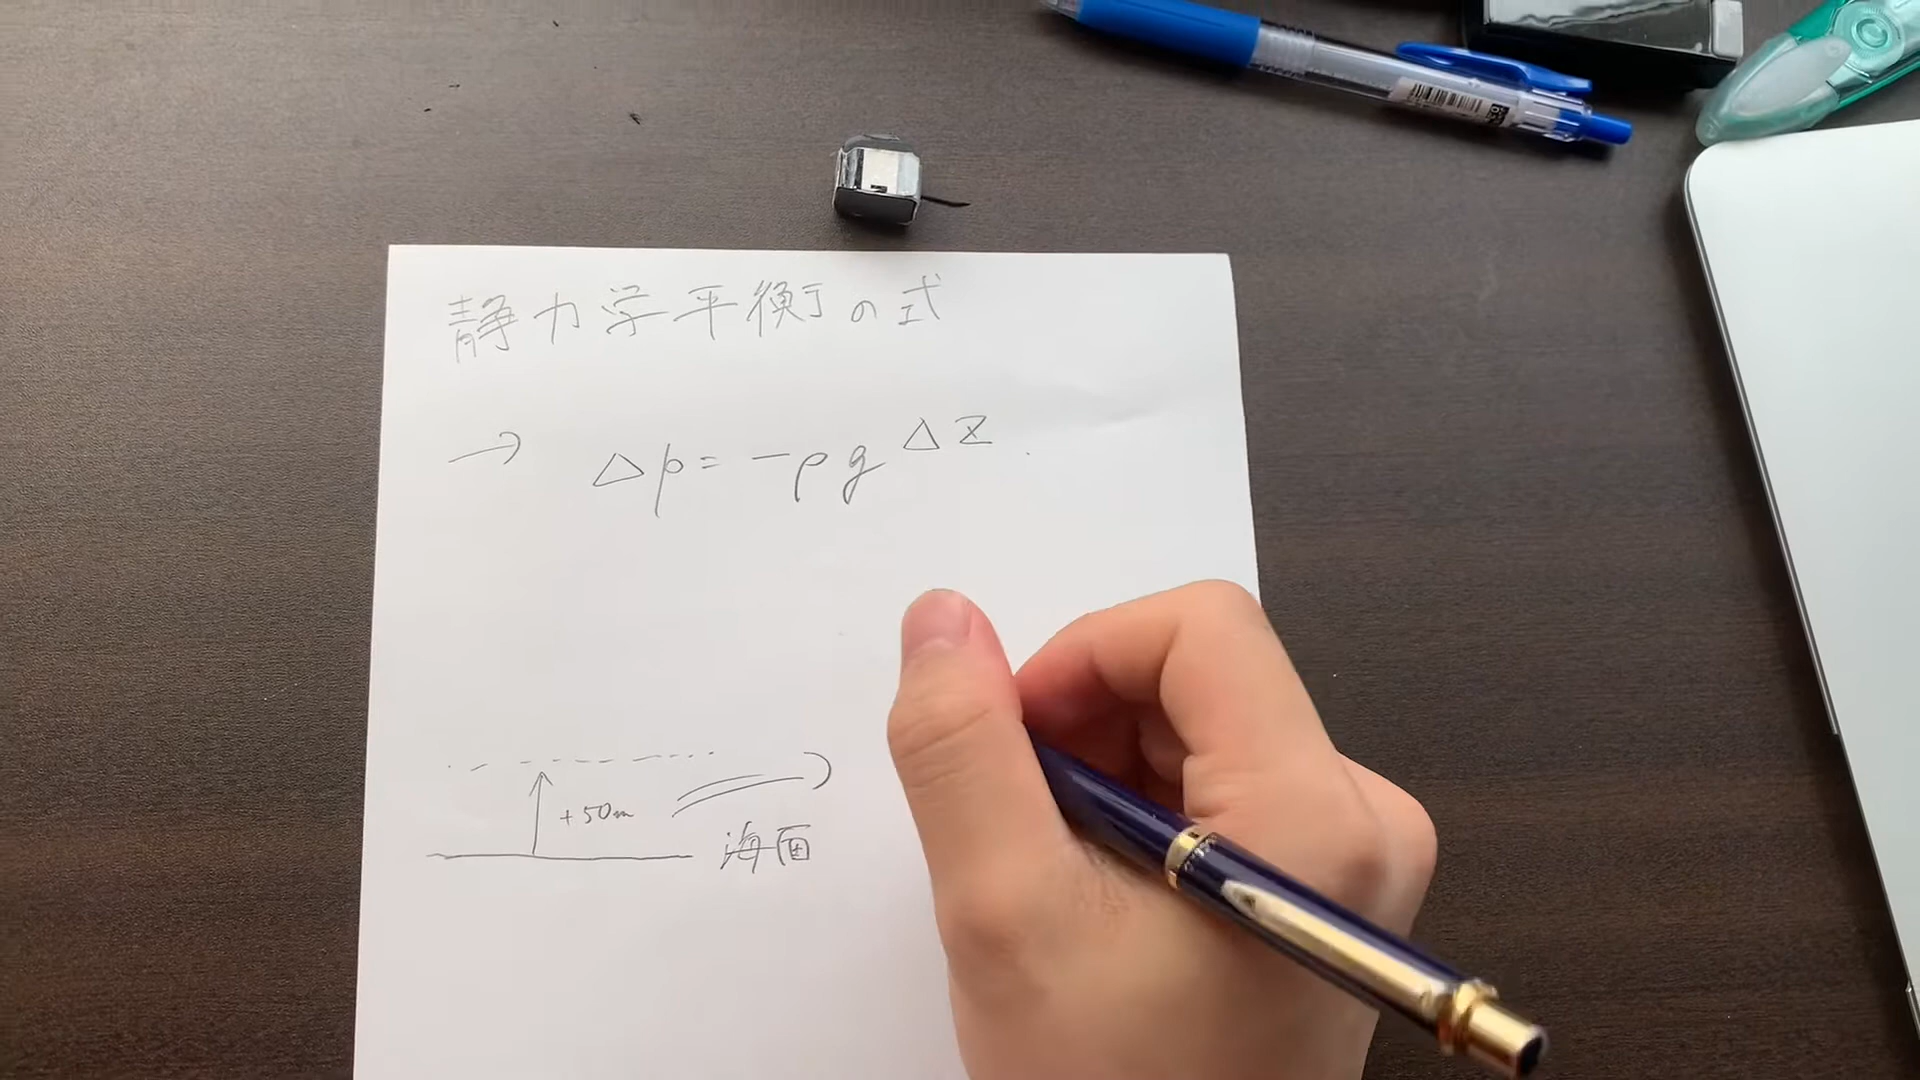 静力学平衡の式
→ Δp = -ρgΔz.
+50m
海面